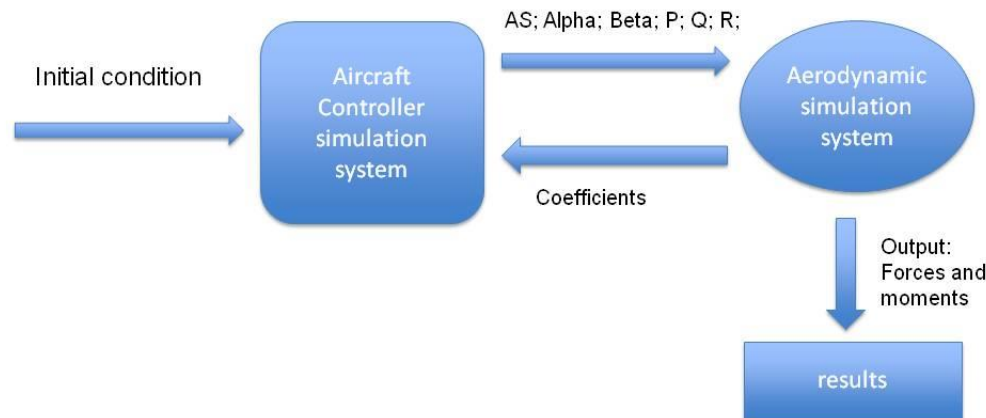 Initial condition
Aircraft
Controller
simulation
system
AS; Alpha; Beta; P; Q; R;
Coefficients
Aerodynamic
simulation
system
Output:
Forces and
moments
results